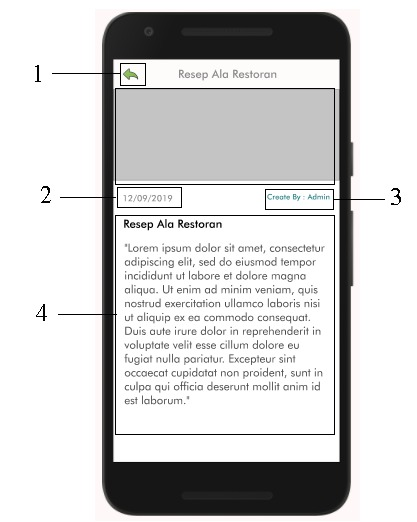 1
Resep Ala Restoran
2
12/09/2019
Create By : Admin
3
Resep Ala Restoran
"Lorem ipsum dolor sit amet, consectetur
adipiscing elit, sed do eiusmod tempor
incididunt ut labore et dolore magna
aliqua. Ut enim ad minim veniam, quis
nostrud exercitation ullamco laboris nisi
ut aliquip ex ea commodo consequat.
Duis aute irure dolor in reprehenderit in
voluptate velit esse cillum dolore eu
fugiat nulla pariatur. Excepteur sint
occaecat cupidatat non proident, sunt in
culpa qui officia deserunt mollit anim id
est laborum."
4